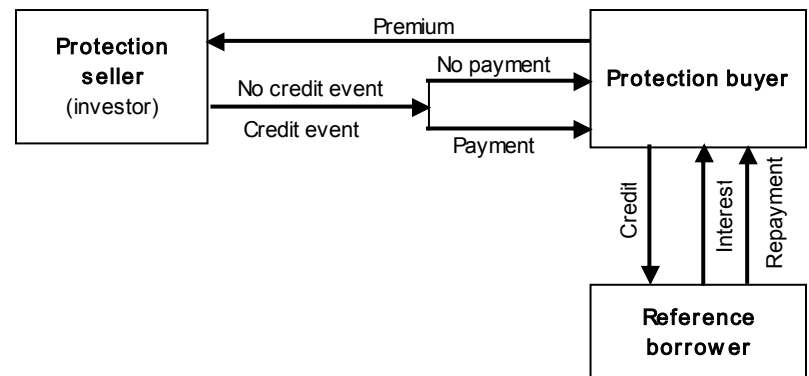 Premium
Protection
seller
(investor)
No credit event
Credit event
No payment
Payment
Protection buyer
Credit
Interest
Repayment
Reference
borrower